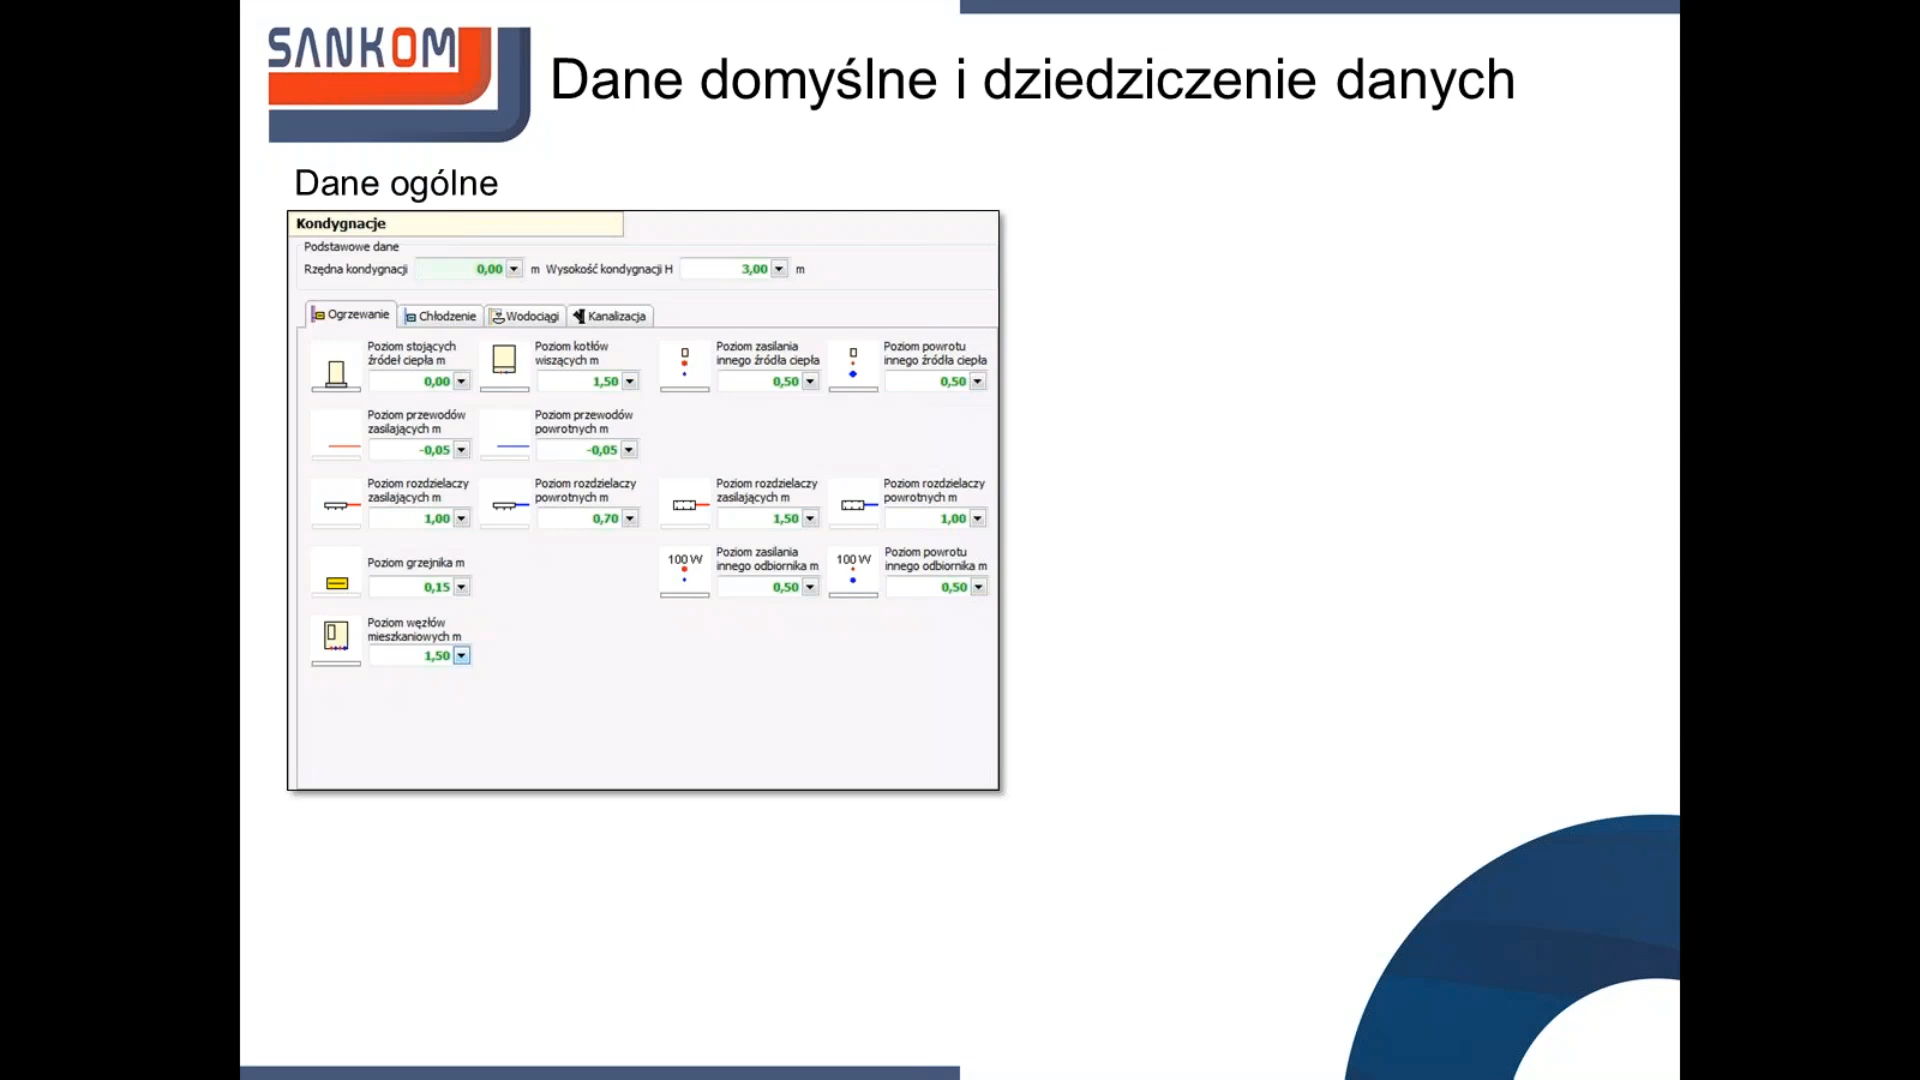 SANKOM
Dane domyślne i dziedziczenie danych
Dane ogólne
Kondygnacje
Podstawowe dane
Rzędna kondygnacji 0,00 m Wysokość kondygnacji H 3,00 m
Ogrzewanie Chłodzenie Wodociągi Kanalizacja
Poziom stojących
źródeł ciepła m
0,00
Poziom kotłów
wiszących m
1,50
Poziom zasilania
innego źródła ciepła
0,50
Poziom powrotu
innego źródła ciepła
0,50
Poziom przewodów
zasilających m
-0,05
Poziom przewodów
powrotnych m
-0,05
Poziom rozdzielaczy
zasilających m
1,00
Poziom rozdzielaczy
powrotnych m
0,70
Poziom rozdzielaczy
zasilających m
1,50
Poziom rozdzielaczy
powrotnych m
1,00
Poziom grzejnika m
0,15
100 W
Poziom zasilania
innego odbiornika m
0,50
100 W
Poziom powrotu
innego odbiornika m
0,50
Poziom węzłów
mieszkaniowych m
1,50